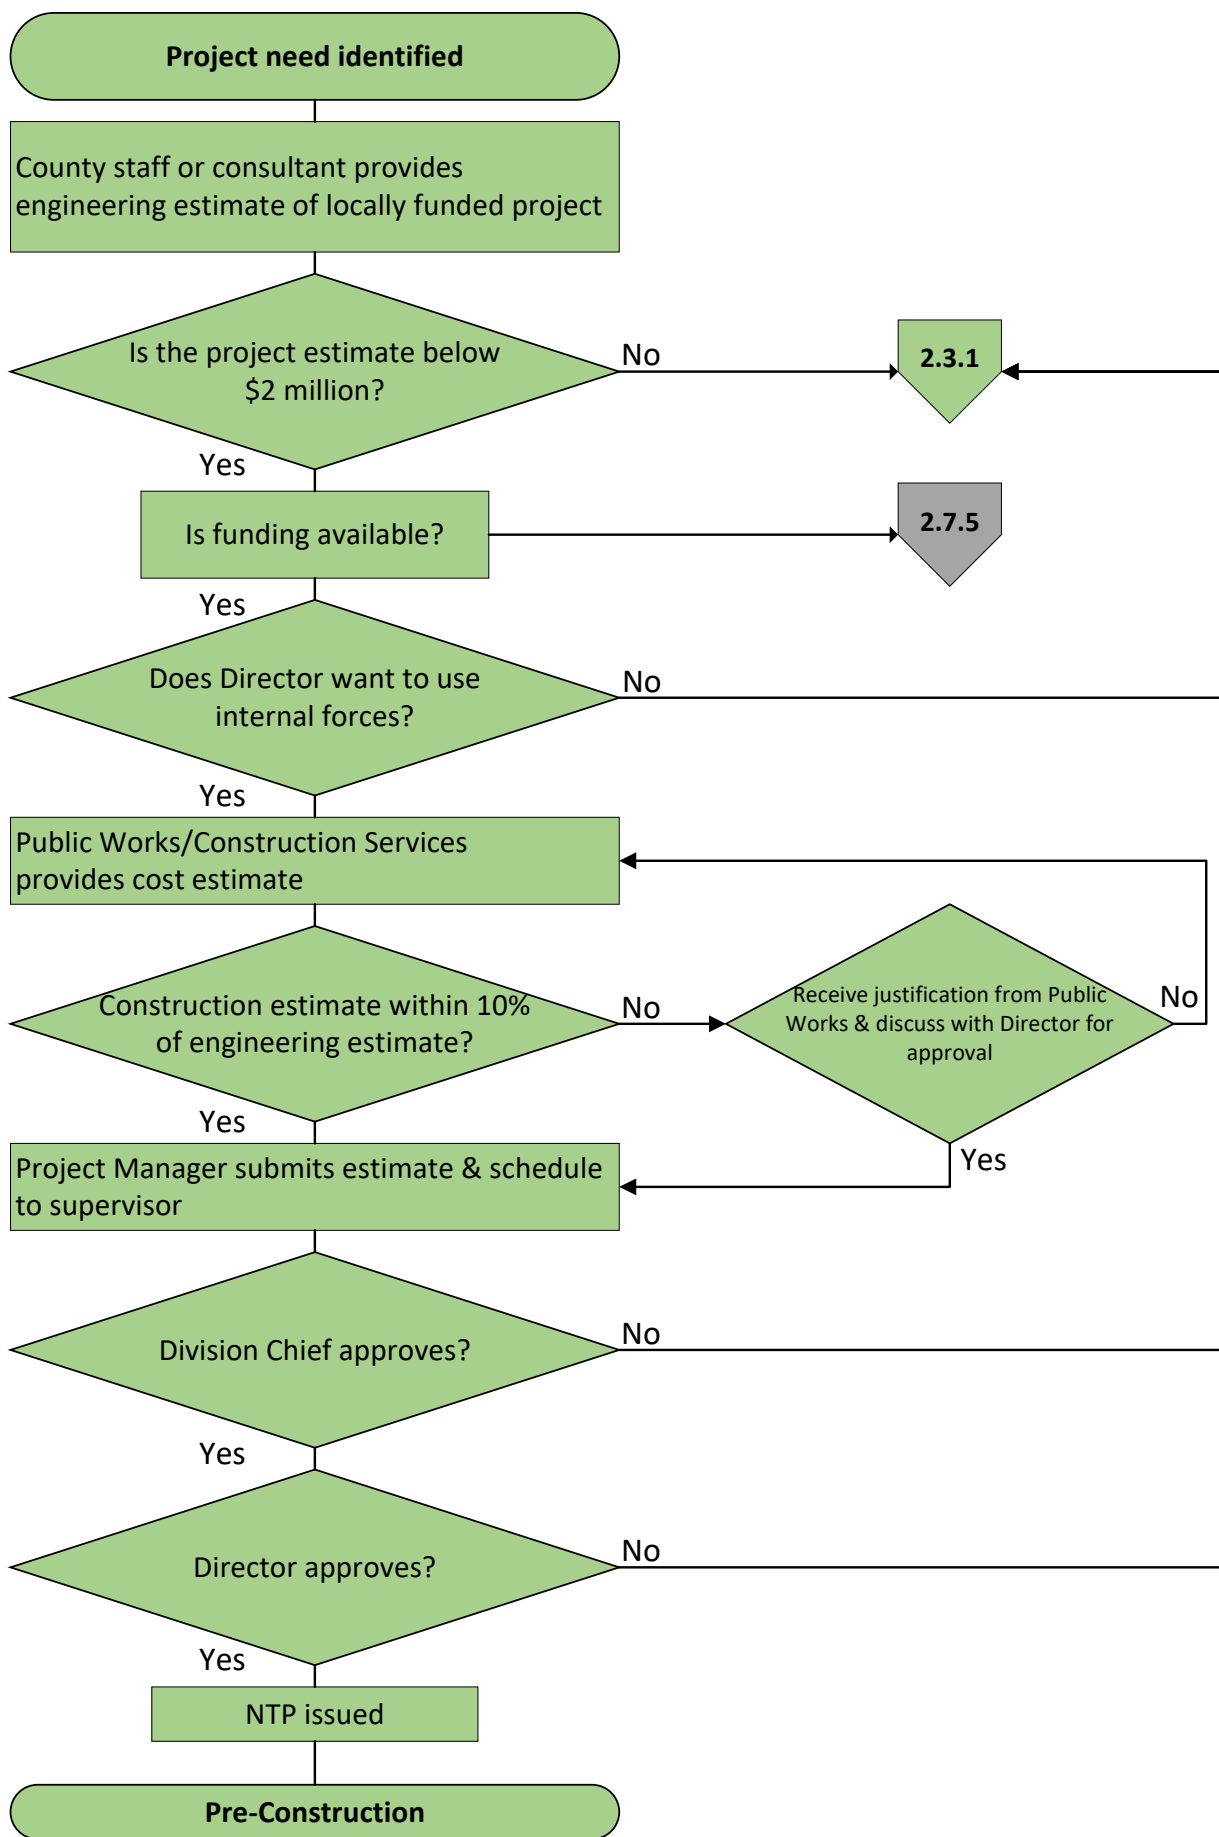 Project need identified
County staff or consultant provides
engineering estimate of locally funded project
Is the project estimate below
$2 million?
No
2.3.1
Yes
Is funding available?
2.7.5
Yes
Does Director want to use
internal forces?
No
Yes
Public Works/Construction Services
provides cost estimate
Construction estimate within 10%
of engineering estimate?
No
Receive justification from Public
Works & discuss with Director for
approval
No
Yes
Yes
Project Manager submits estimate & schedule
to supervisor
Division Chief approves?
No
Yes
Director approves?
No
Yes
NTP issued
Pre-Construction